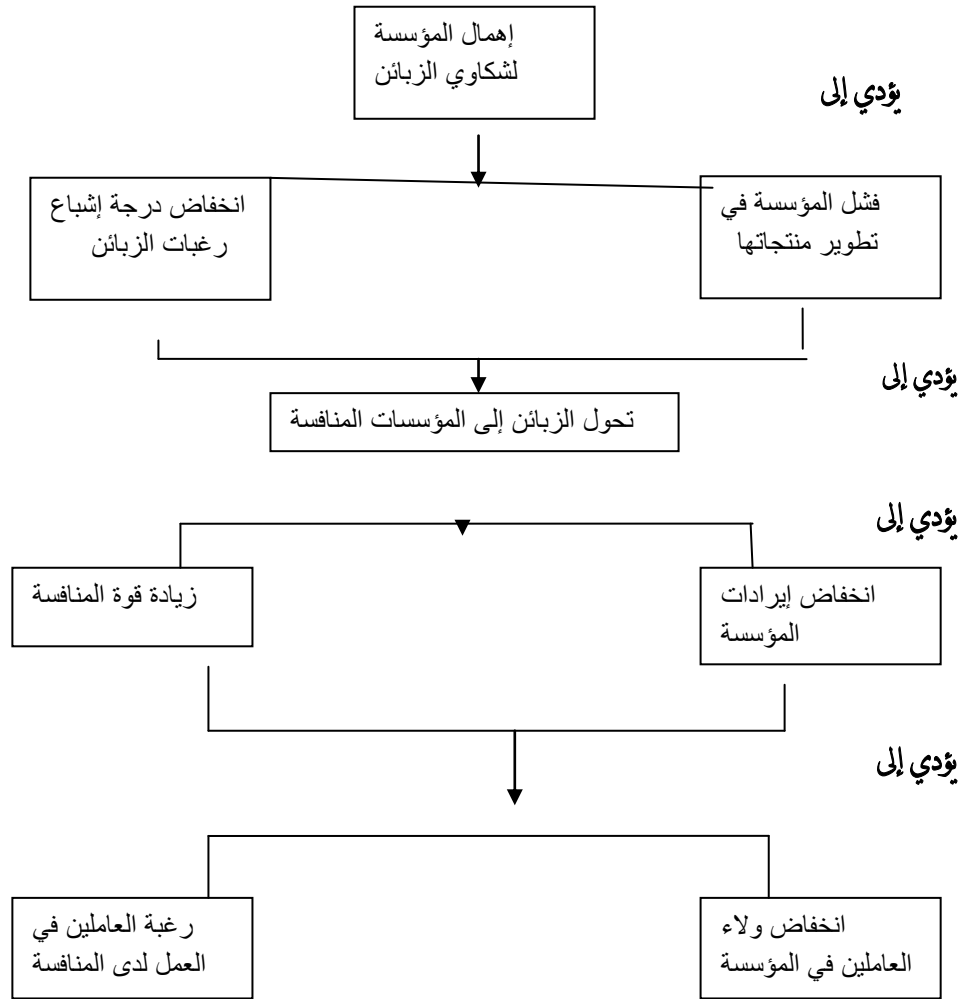 إهمال المؤسسة
لشكاوي الزبائن
يؤدي إلى
فشل المؤسسة في
تطوير منتجاتها
انخفاض درجة إشباع
رغبات الزبائن
يؤدي إلى
تحول الزبائن إلى المؤسسات المنافسة
يؤدي إلى
انخفاض إيرادات
المؤسسة
زيادة قوة المنافسة
يؤدي إلى
انخفاض ولاء
العاملين في المؤسسة
رغبة العاملين في
العمل لدى المنافسة